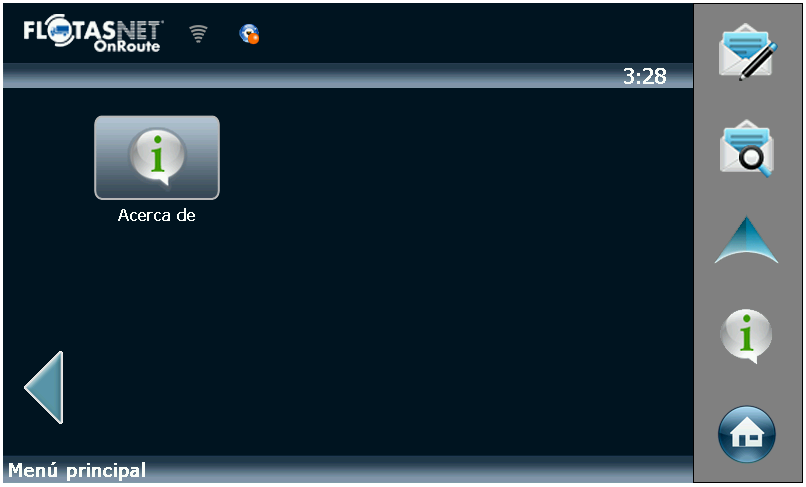 FLOTASNET
OnRoute
3:28
Acerca de
Menú principal